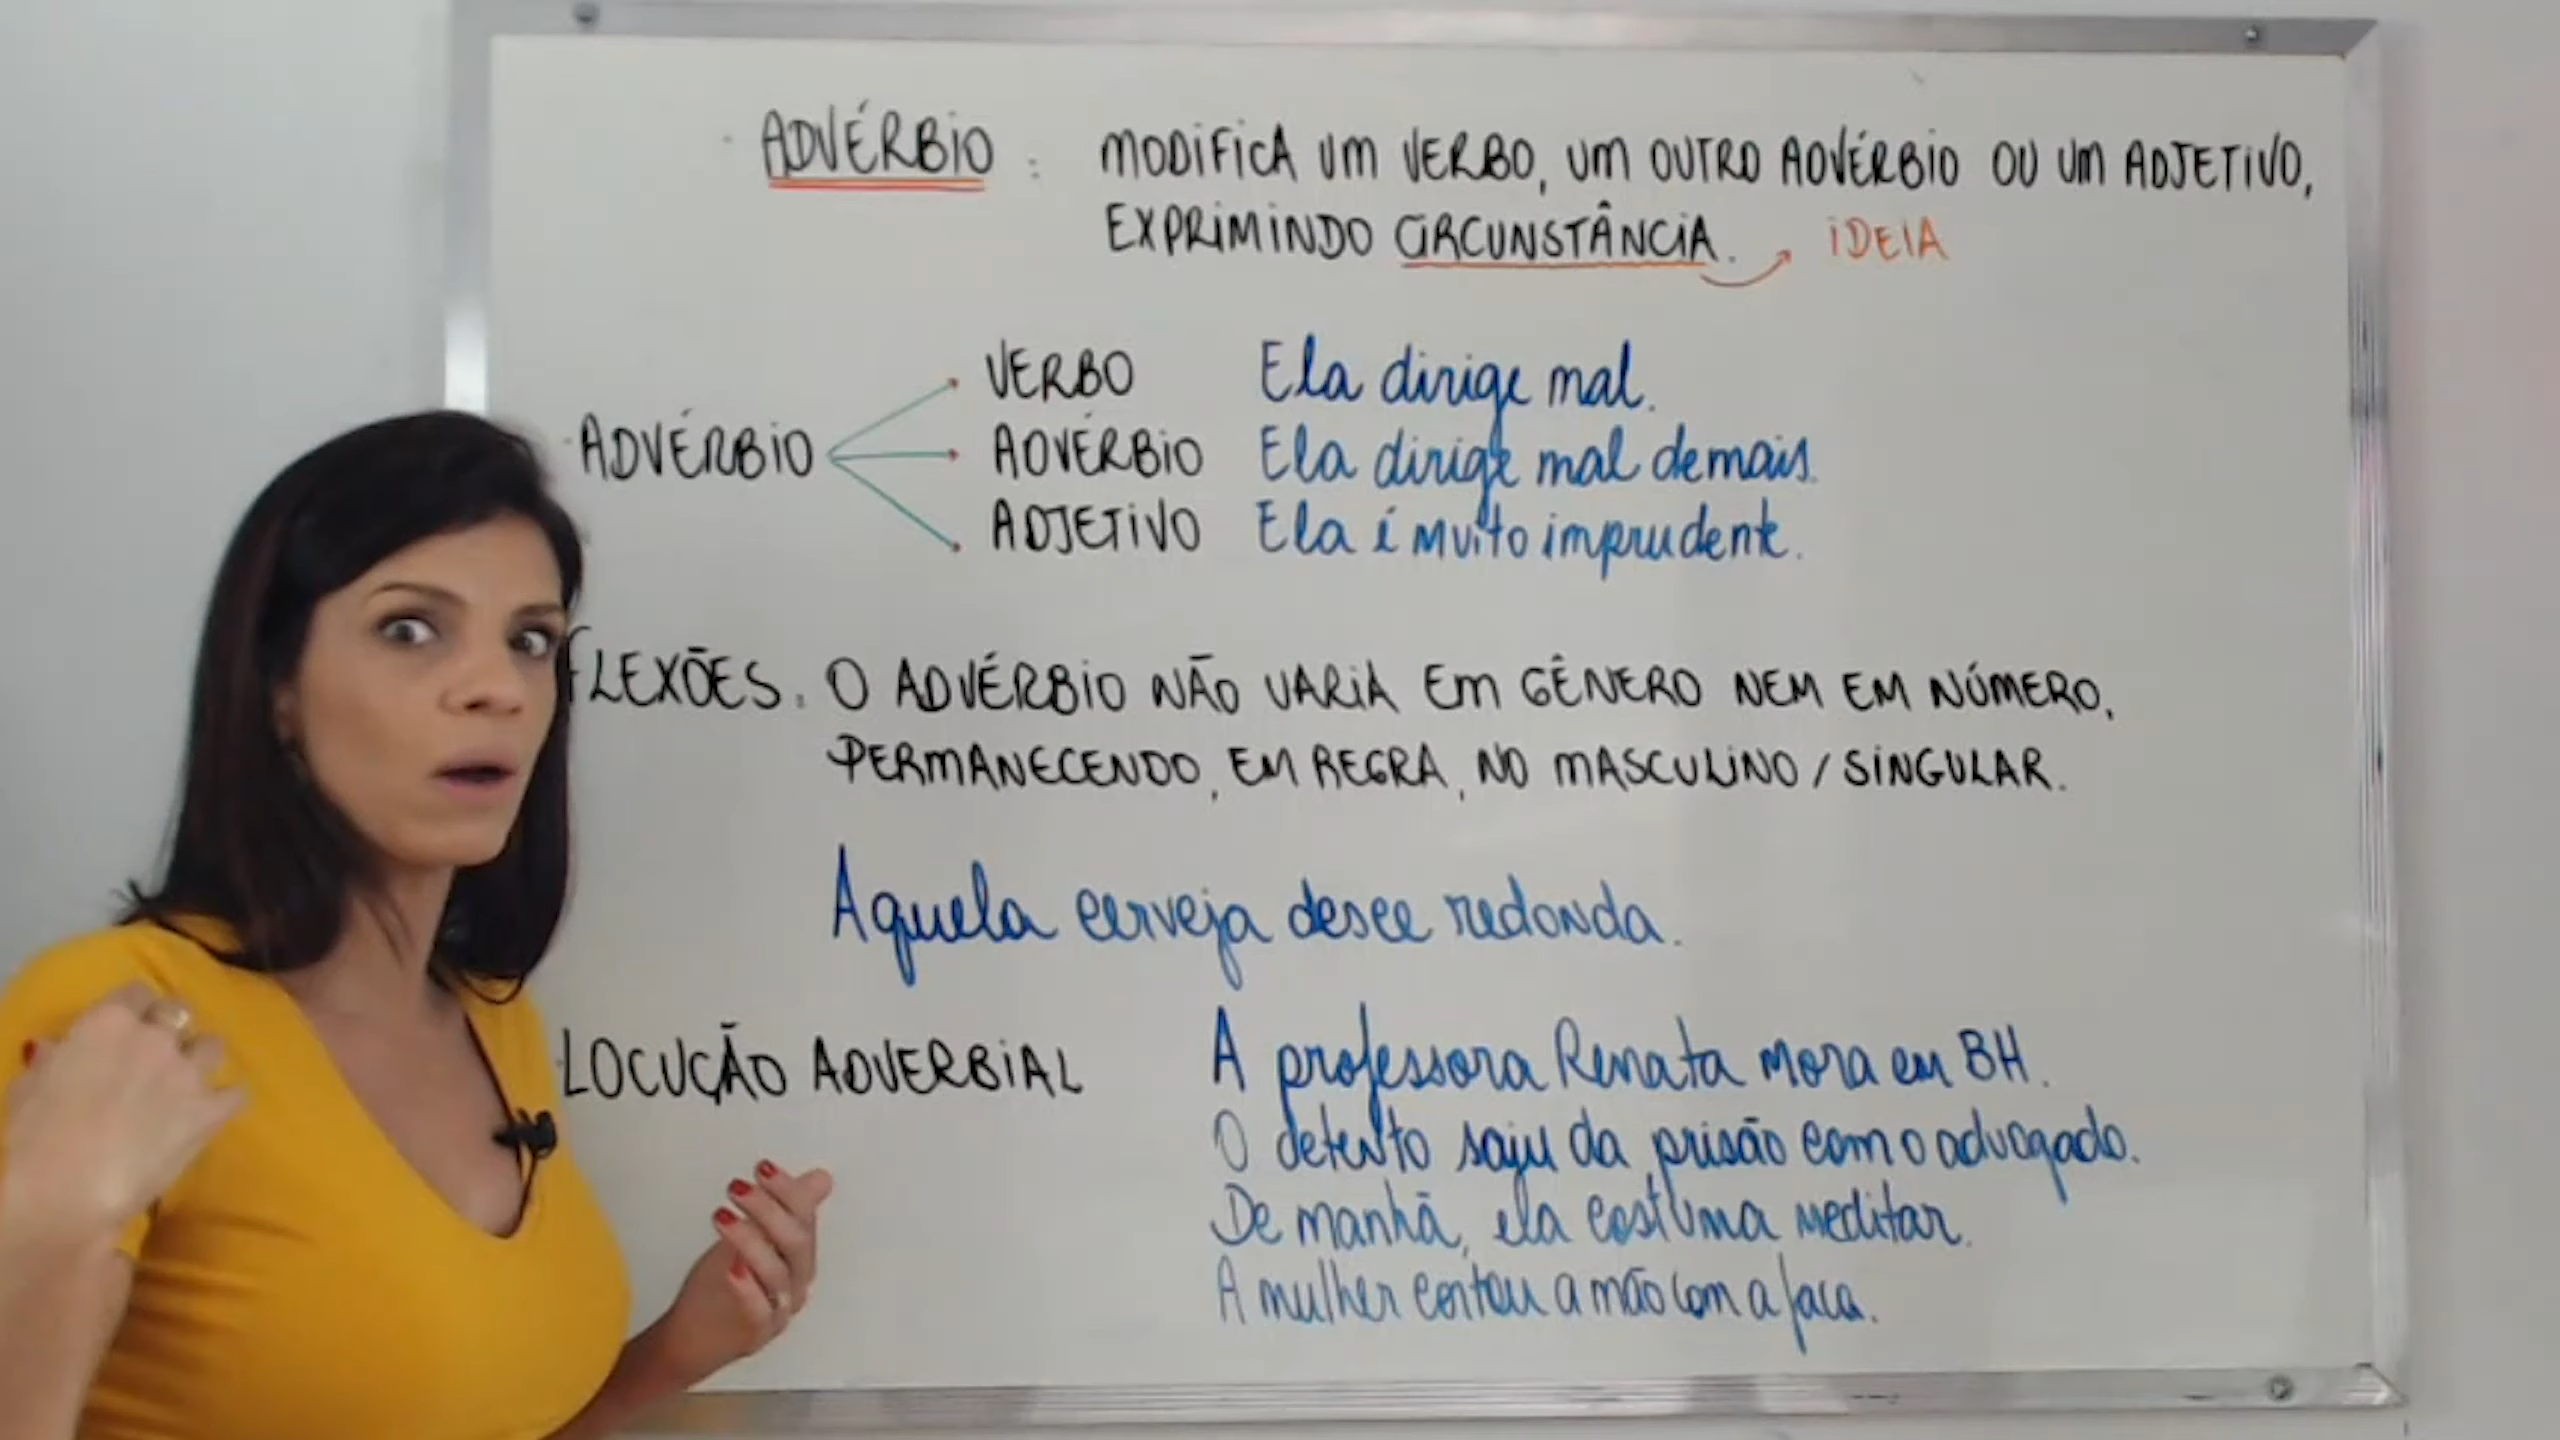 ADVÉRBIO : MODIFICA UM VERBO, UM OUTRO ADVÉRBIO OU UM ADJETIVO,
EXPRIMINDO CIRCUNSTÂNCIA. IDEIA
ADVÉRBIO
VERBO Ela dirige mal.
ADVÉRBIO Ela dirige mal demais.
ADJETIVO Ela é muito imprudente.
FLEXÕES: O ADVÉRBIO NÃO VARIA EM GÊNERO NEM EM NÚMERO,
PERMANECENDO, EM REGRA, NO MASCULINO/SINGULAR.
Aquela cerveja desce redonda.
LOCUÇÃO ADVERBIAL A professora Renata mora em BH.
O detento saiu da prisão com o advogado.
De manhã, ela costuma meditar.
A mulher cortou a mão com a faca.